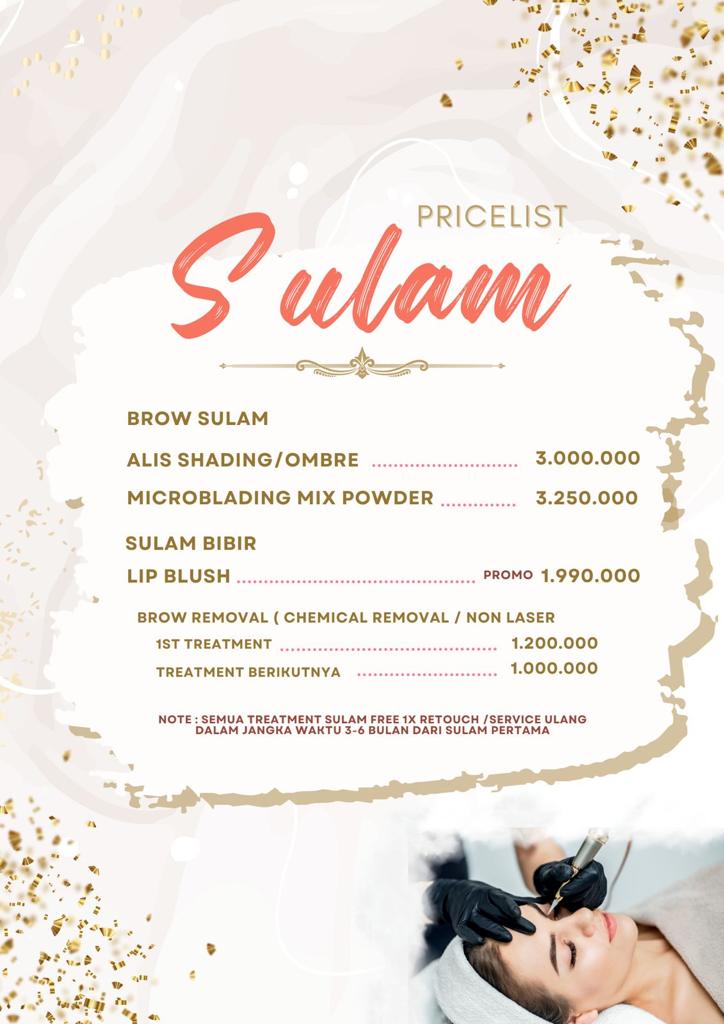 PRICELIST
Sulam
BROW SULAM
ALIS SHADING/OMBRE ........................... 3.000.000
MICROBLADING MIX POWDER .............. 3.250.000
SULAM BIBIR
LIP BLUSH ............................................ PROMO 1.990.000
BROW REMOVAL ( CHEMICAL REMOVAL / NON LASER
1ST TREATMENT ........................................ 1.200.000
TREATMENT BERIKUTNYA .......................... 1.000.000
NOTE : SEMUA TREATMENT SULAM FREE 1X RETOUCH /SERVICE ULANG
DALAM JANGKA WAKTU 3-6 BULAN DARI SULAM PERTAMA